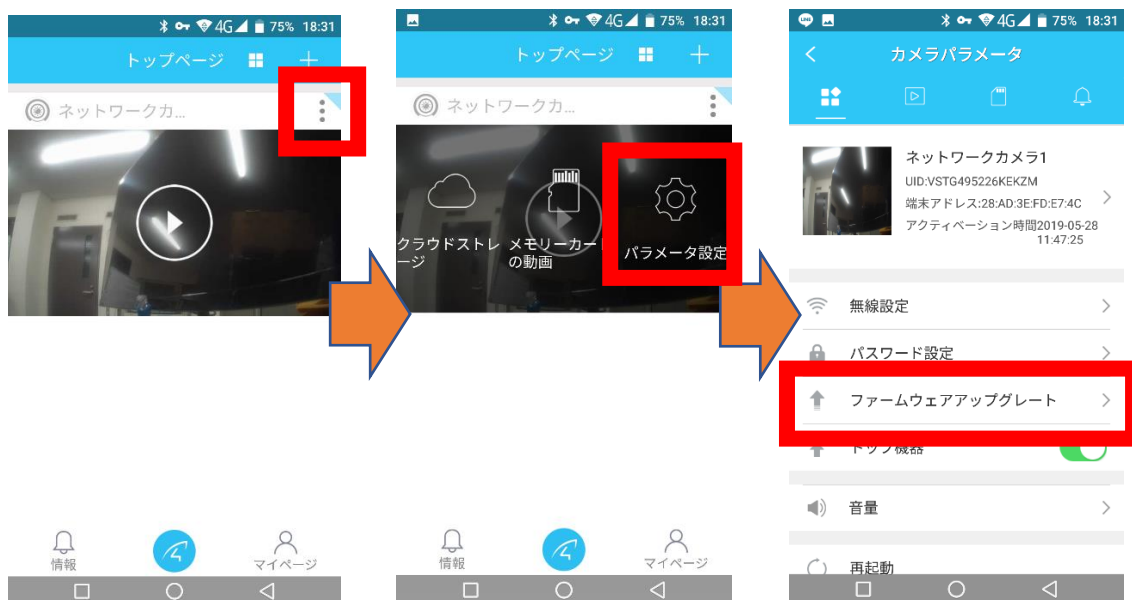 4G 75% 18:31
トップページ
ネットワークカ...
情報
マイページ
4G 75% 18:31
トップページ
ネットワークカ...
クラウドストレ
ージ
メモリーカード
の動画
パラメータ設定
情報
マイページ
4G 75% 18:31
カメラパラメータ
ネットワークカメラ1
UID:VSTG495226KEKZM
端末アドレス:28:AD:3E:FD:E7:4C
アクティベーション時間2019-05-28
11:47:25
無線設定
パスワード設定
ファームウェアアップグレート
トップ機器
音量
再起動